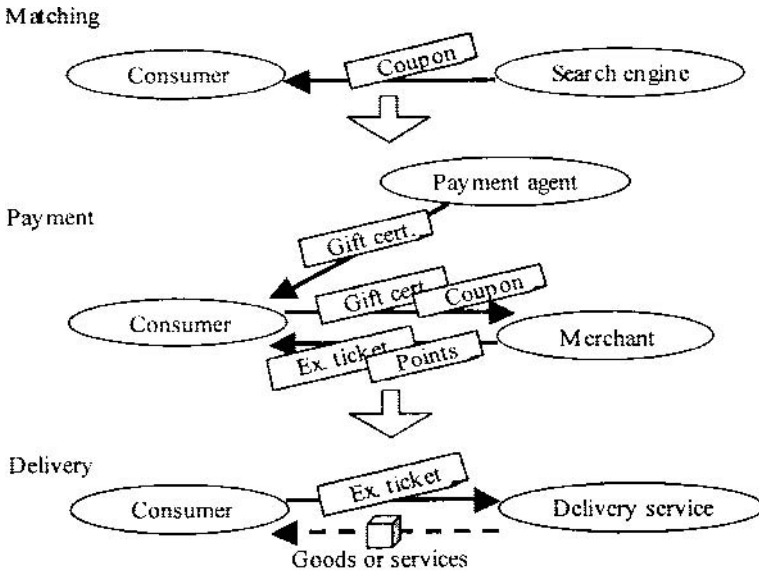 Matching
Coupon
Consumer
Search engine
Payment agent
Payment
Gift cert.
Gift cert.
Coupon
Consumer
Merchant
Ex. ticket
Points
Delivery
Ex. ticket
Consumer
Delivery service
Goods or services